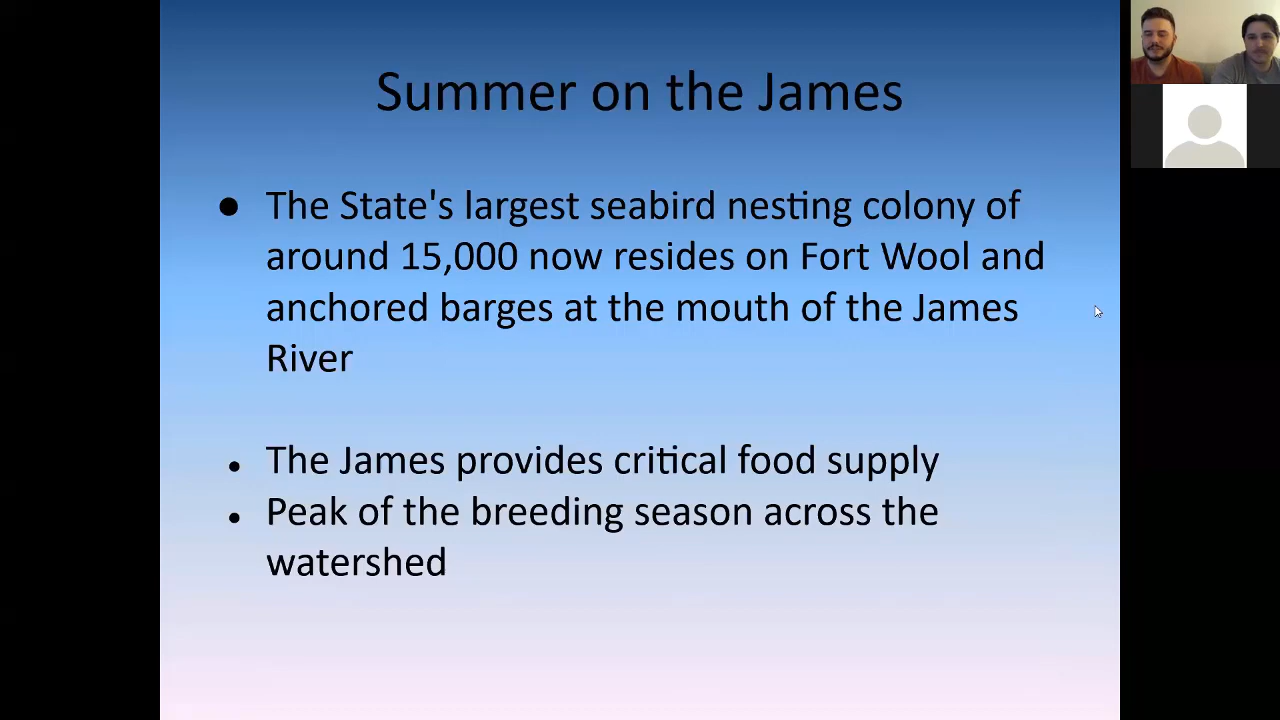 Summer on the James
● The State's largest seabird nesting colony of
around 15,000 now resides on Fort Wool and
anchored barges at the mouth of the James
River
● The James provides critical food supply
● Peak of the breeding season across the
watershed